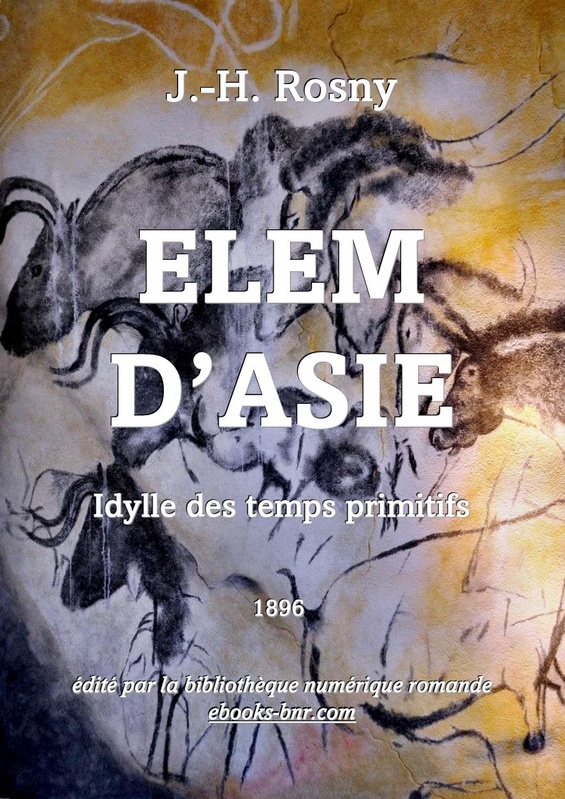 J.-H. Rosny
ELEM
D’ASIE
Idylle des temps primitifs
1896
édité par la bibliothèque numérique romande
ebooks-bnr.com